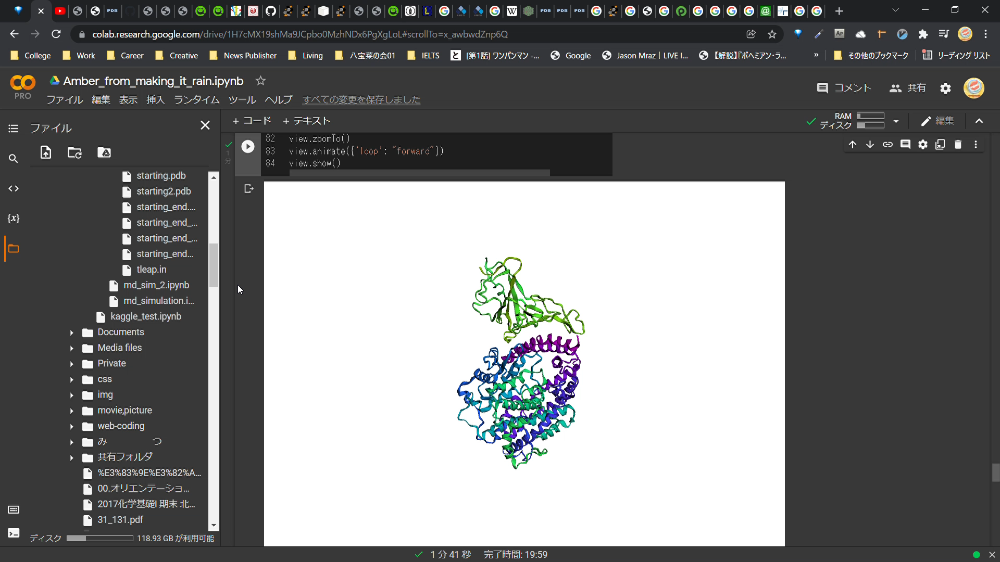 PDB
PDB
PDB
PDB
colab.research.google.com/drive/1H7cMX19shMa9JCpbo0MzhNDx6PgXgLoL#scrollTo=x_awbwdZnp6Q
AP
College
Work
Career
Creative
News Publisher
Living
八宝菜の会01
IELTS
[第1話] ワンパンマン -...
Google
Jason Mraz | LIVE I...
【解説】『ボヘミアン・ラ...
»
その他のブックマーク
リーディング リスト
PRO
Amber_from_making_it_rain.ipynb
コメント
共有
ファイル 編集 表示 挿入 ランタイム ツール ヘルプ すべての変更を保存しました
ファイル
+ コード + テキスト
RAM
ディスク
編集
82 view.zoomTo()
83 view.animate({'loop': "forward"})
84 view.show()
1
分
{x}
starting.pdb
starting2.pdb
starting_end....
starting_end_...
starting_end_...
starting_end...
tleap.in
md_sim_2.ipynb
md_simulation.i...
kaggle_test.ipynb
Documents
Media files
Private
css
img
movie,picture
web-coding
み つ
共有フォルダ
%E3%83%9E%E3%82%A...
00.オリエンテーショ...
2017化学基礎I 期末 北...
31_131.pdf
ディスク 118.93 GB が利用可能
1 分 41 秒 完了時間: 19:59